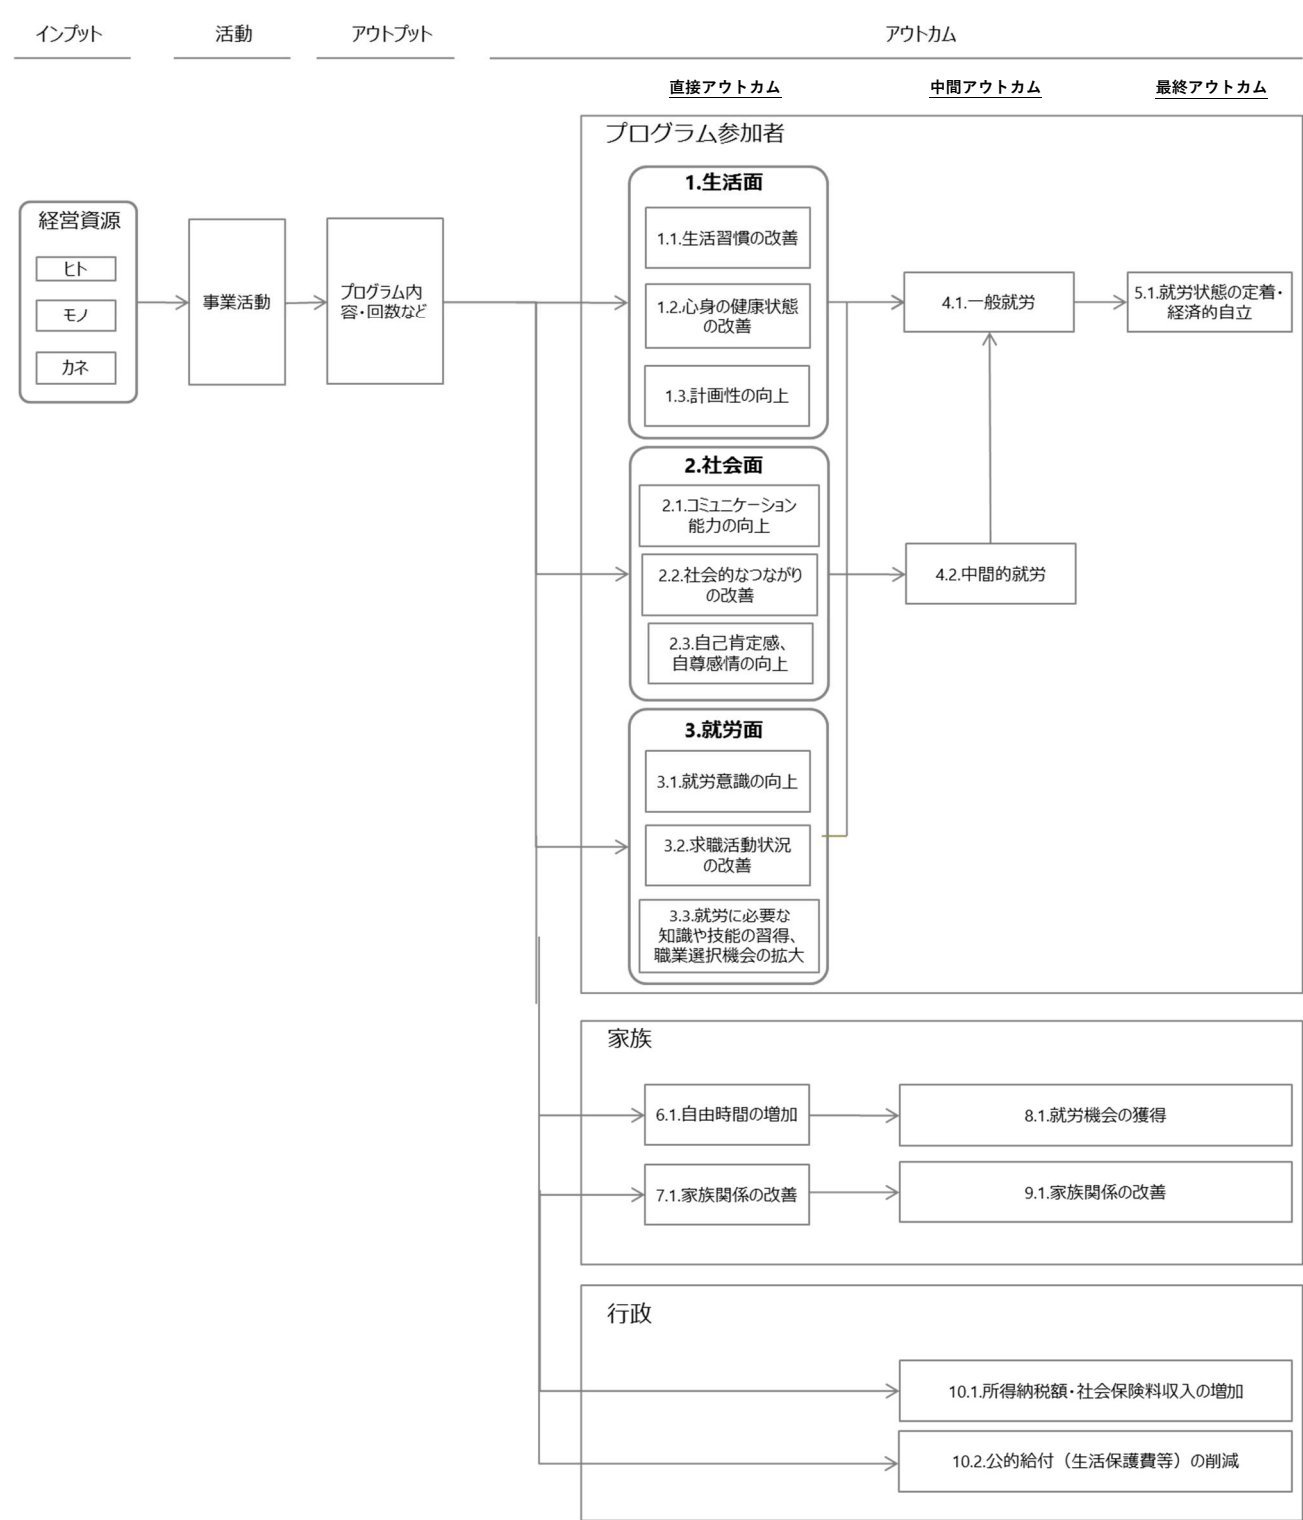 インプット
活動
アウトプット
アウトカム
直接アウトカム
中間アウトカム
最終アウトカム
プログラム参加者
経営資源
ヒト
モノ
カネ
事業活動
プログラム内
容・回数など
1.生活面
1.1.生活習慣の改善
1.2.心身の健康状態
の改善
1.3.計画性の向上
2.社会面
2.1.コミュニケーション
能力の向上
2.2.社会的なつながり
の改善
2.3.自己肯定感、
自尊感情の向上
3.就労面
3.1.就労意識の向上
3.2.求職活動状況
の改善
3.3.就労に必要な
知識や技能の習得、
職業選択機会の拡大
4.1.一般就労
4.2.中間的就労
5.1.就労状態の定着・
経済的自立
家族
6.1.自由時間の増加
8.1.就労機会の獲得
7.1.家族関係の改善
9.1.家族関係の改善
行政
10.1.所得納税額・社会保険料収入の増加
10.2.公的給付（生活保護費等）の削減